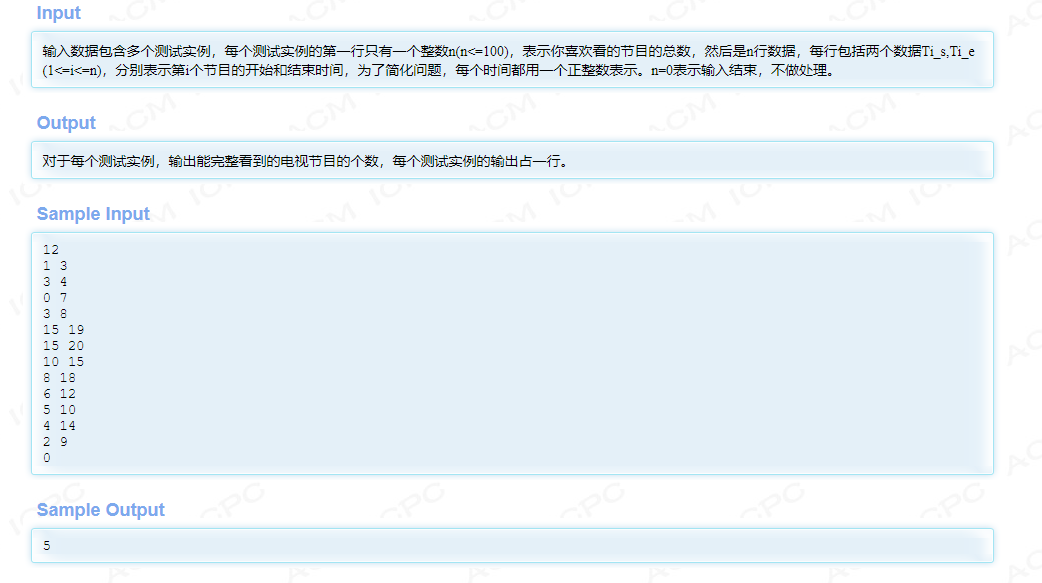 Input
输入数据包含多个测试实例，每个测试实例的第一行只有一个整数n(n<=100)，表示你喜欢看的节目的总数，然后是n行数据，每行包括两个数据Ti_s,Ti_e
(1<=i<=n)，分别表示第i个节目的开始和结束时间，为了简化问题，每个时间都用一个正整数表示。n=0表示输入结束，不做处理。
Output
对于每个测试实例，输出能完整看到的电视节目的个数，每个测试实例的输出占一行。
Sample Input
12
1 3
3 4
0 7
3 8
15 19
15 20
10 15
8 18
6 12
5 10
4 14
2 9
0
Sample Output
5